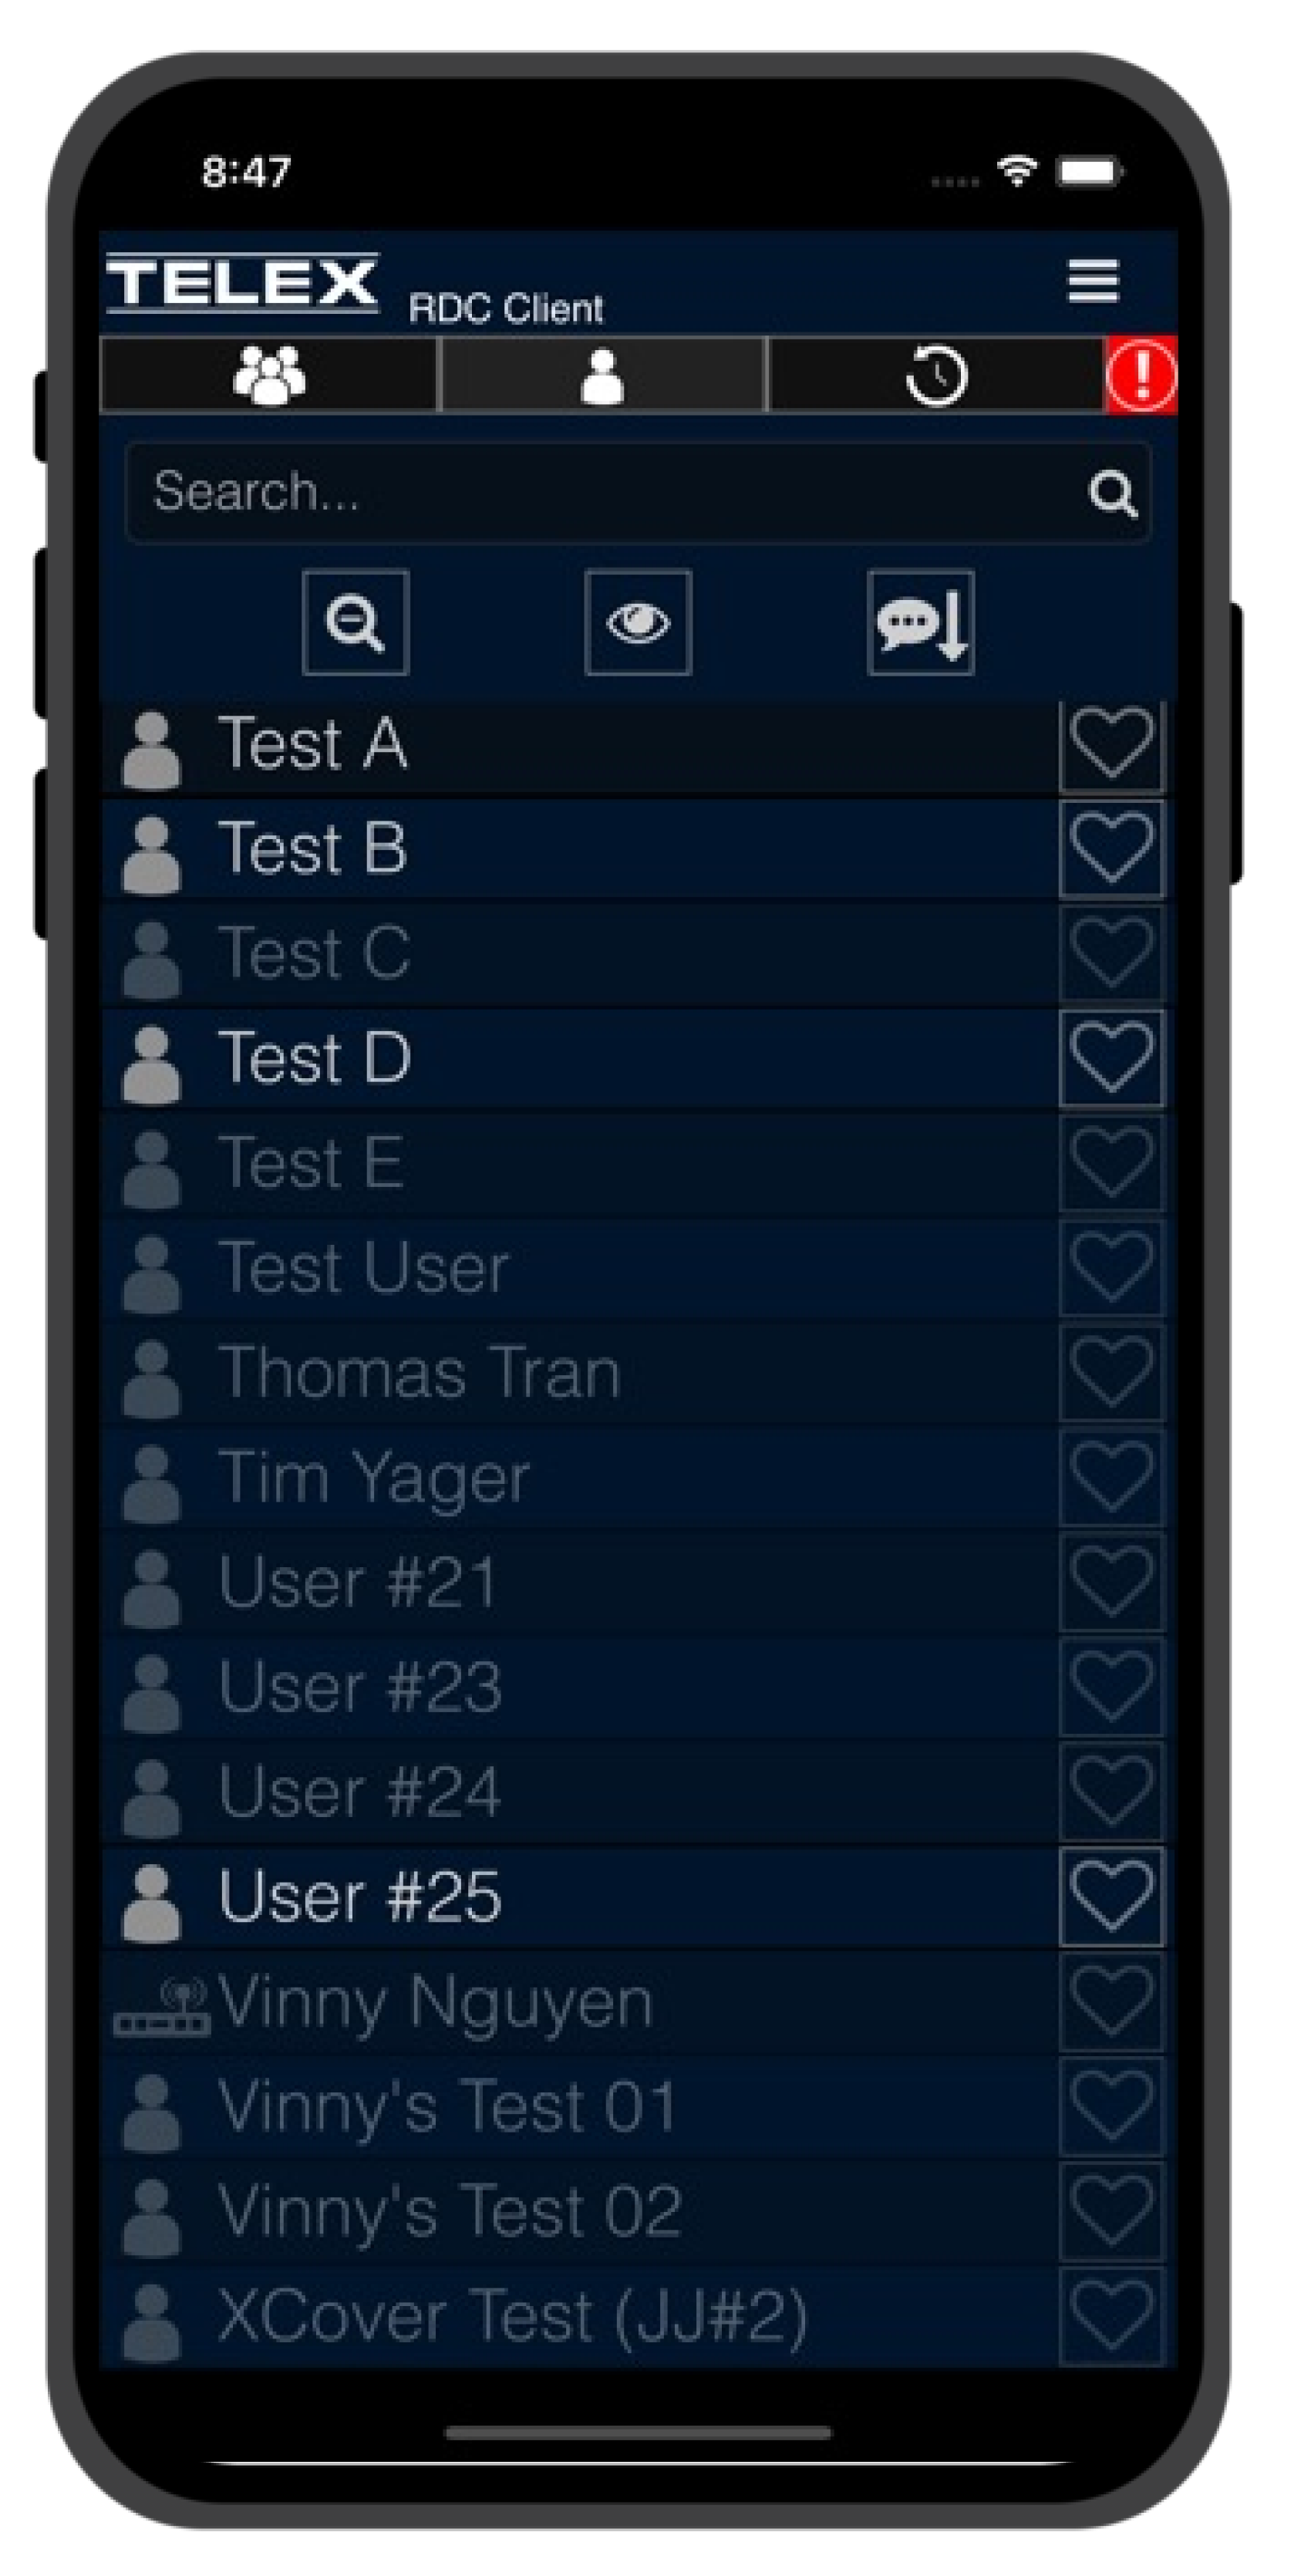 8:47
TELEX RDC Client
Search...
Test A
Test B
Test C
Test D
Test E
Test User
Thomas Tran
Tim Yager
User #21
User #23
User #24
User #25
Vinny Nguyen
Vinny's Test 01
Vinny's Test 02
XCover Test (JJ#2)